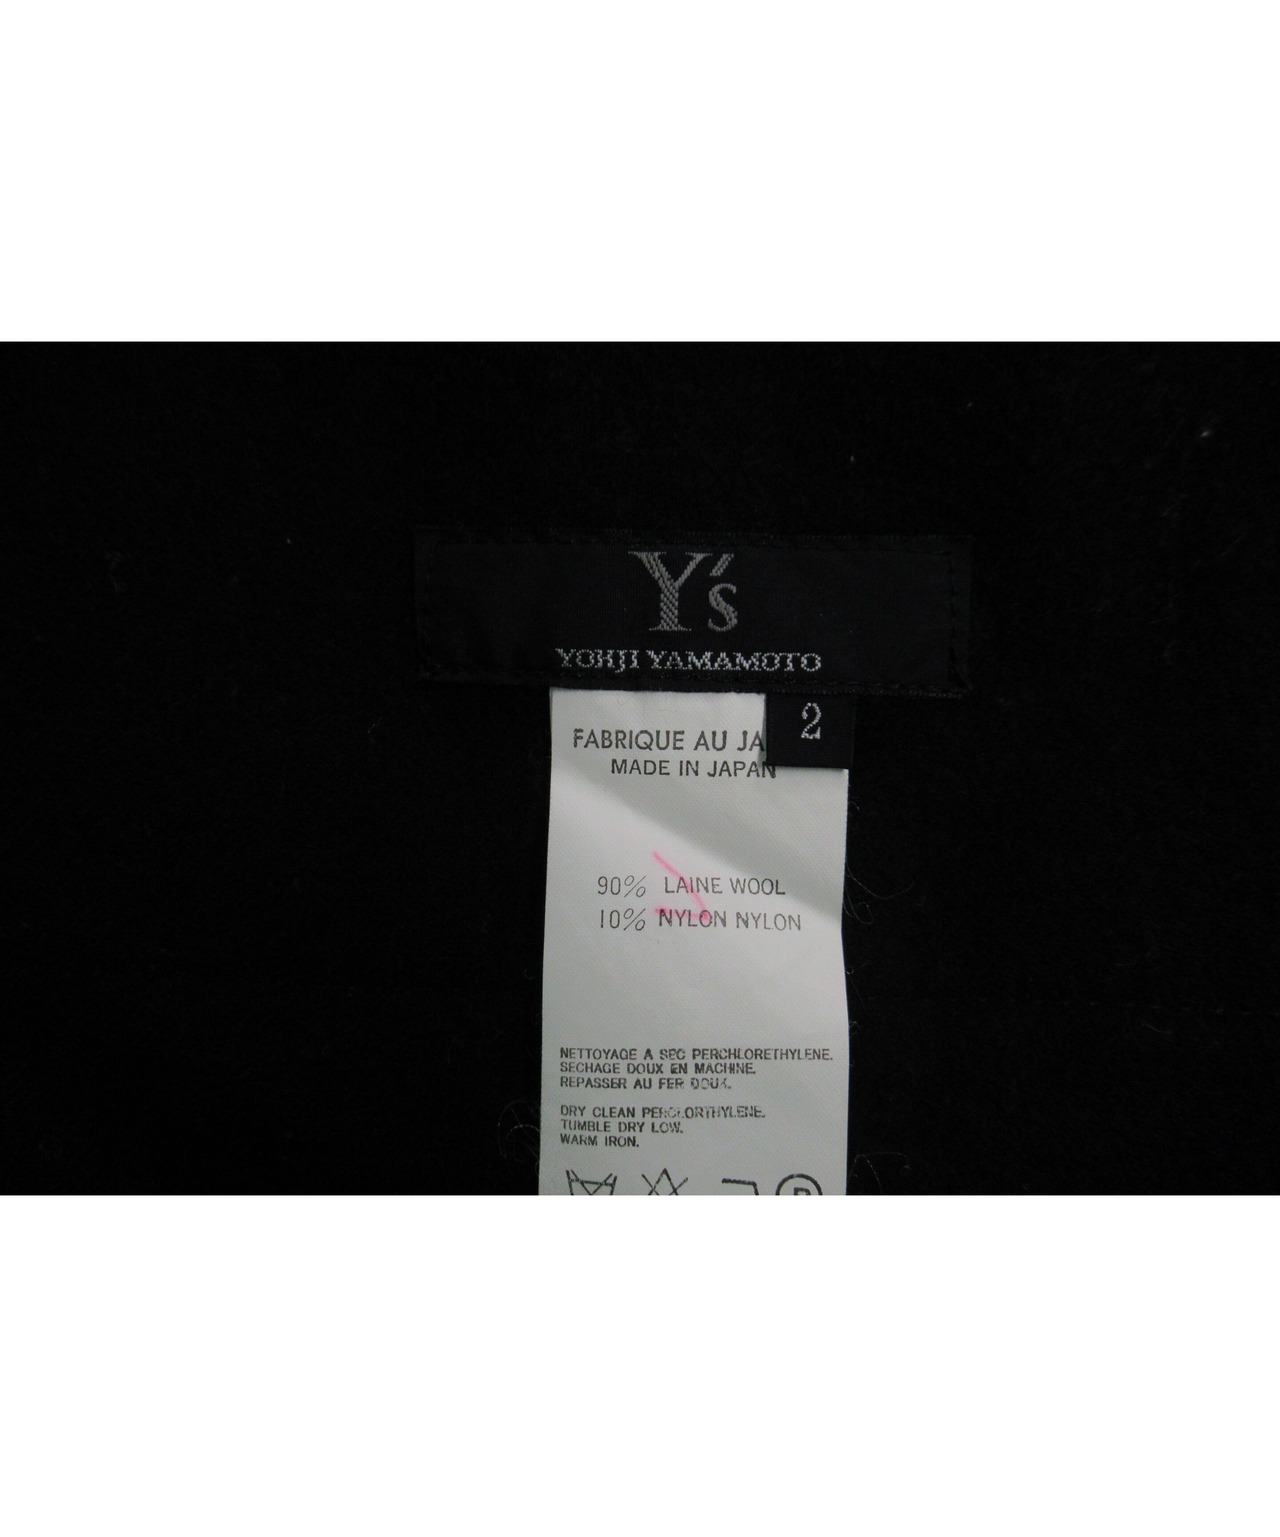 Y's
YOHJI YAMAMOTO
2
FABRIQUE AU JA
MADE IN JAPAN
90% LAINE WOOL
10% NYLON NYLON
NETTOYAGE A SEC PERCHLORETHYLENE.
SECHAGE DOUX EN MACHINE.
REPASSER AU FER DOUX.
DRY CLEAN PERCLORTHYLENE.
TUMBLE DRY LOW.
WARM IRON.
P